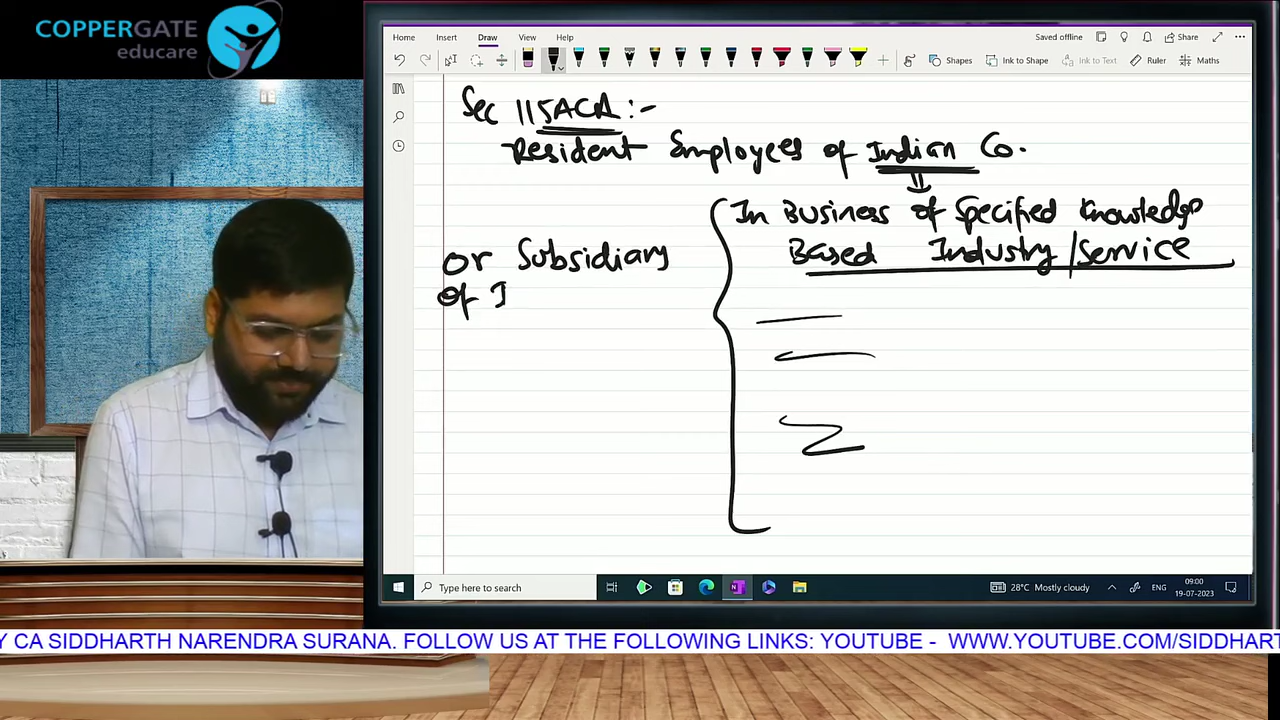 COPPERGATE
educare
Home Insert Draw View Help
Saved offline
Share
Shapes
Ink to Shape
Ink to Text
Ruler
Maths
Sec 115ACA:-
Resident Employees of Indian Co.
In Business of Specified Knowledge
Based Industry/Service
or Subsidiary
of I
Type here to search
28°C Mostly cloudy
ENG
09:00
19-07-2023
Y CA SIDDHARTH NARENDRA SURANA. FOLLOW US AT THE FOLLOWING LINKS: YOUTUBE - WWW.YOUTUBE.COM/SIDDHART